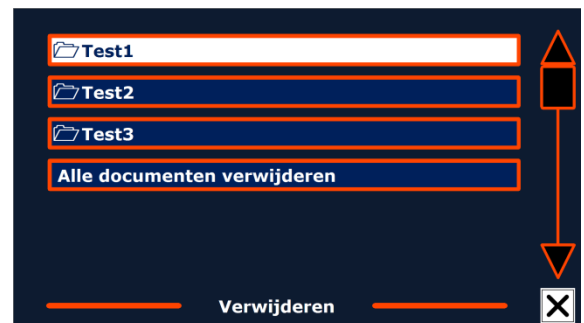 Test1
Test2
Test3
Alle documenten verwijderen
Verwijderen